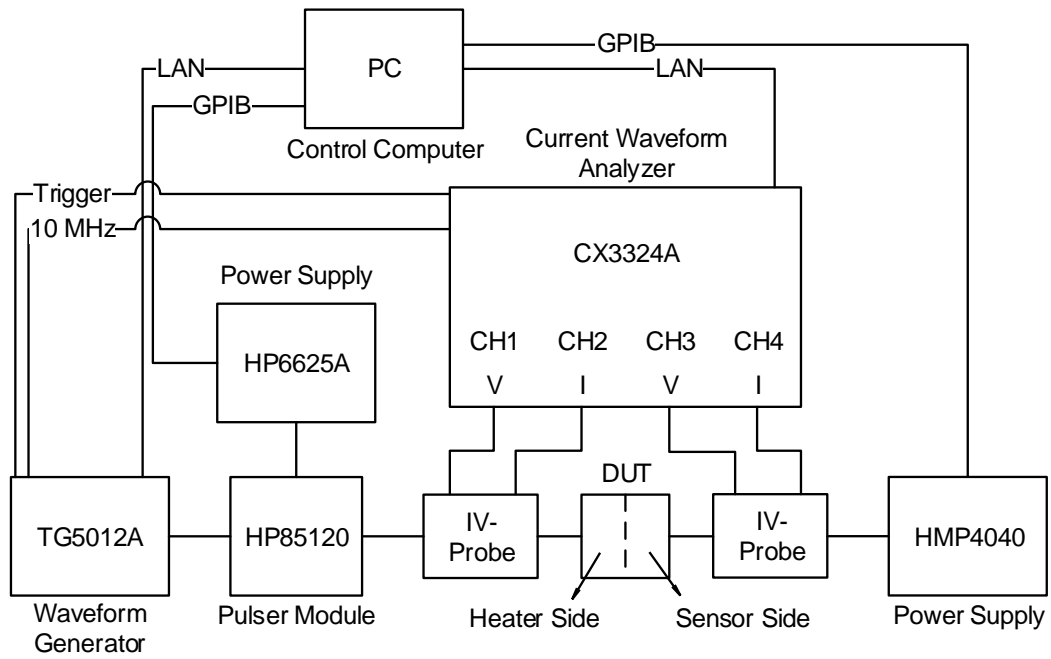 GPIB
LAN
PC
LAN
GPIB
Control Computer
Current Waveform
Analyzer
Trigger
10 MHz
CX3324A
Power Supply
HP6625A
CH1
CH2
CH3
CH4
V
I
V
I
DUT
TG5012A
HP85120
IV-
Probe
IV-
Probe
HMP4040
Waveform
Generator
Pulser Module
Heater Side
Sensor Side
Power Supply